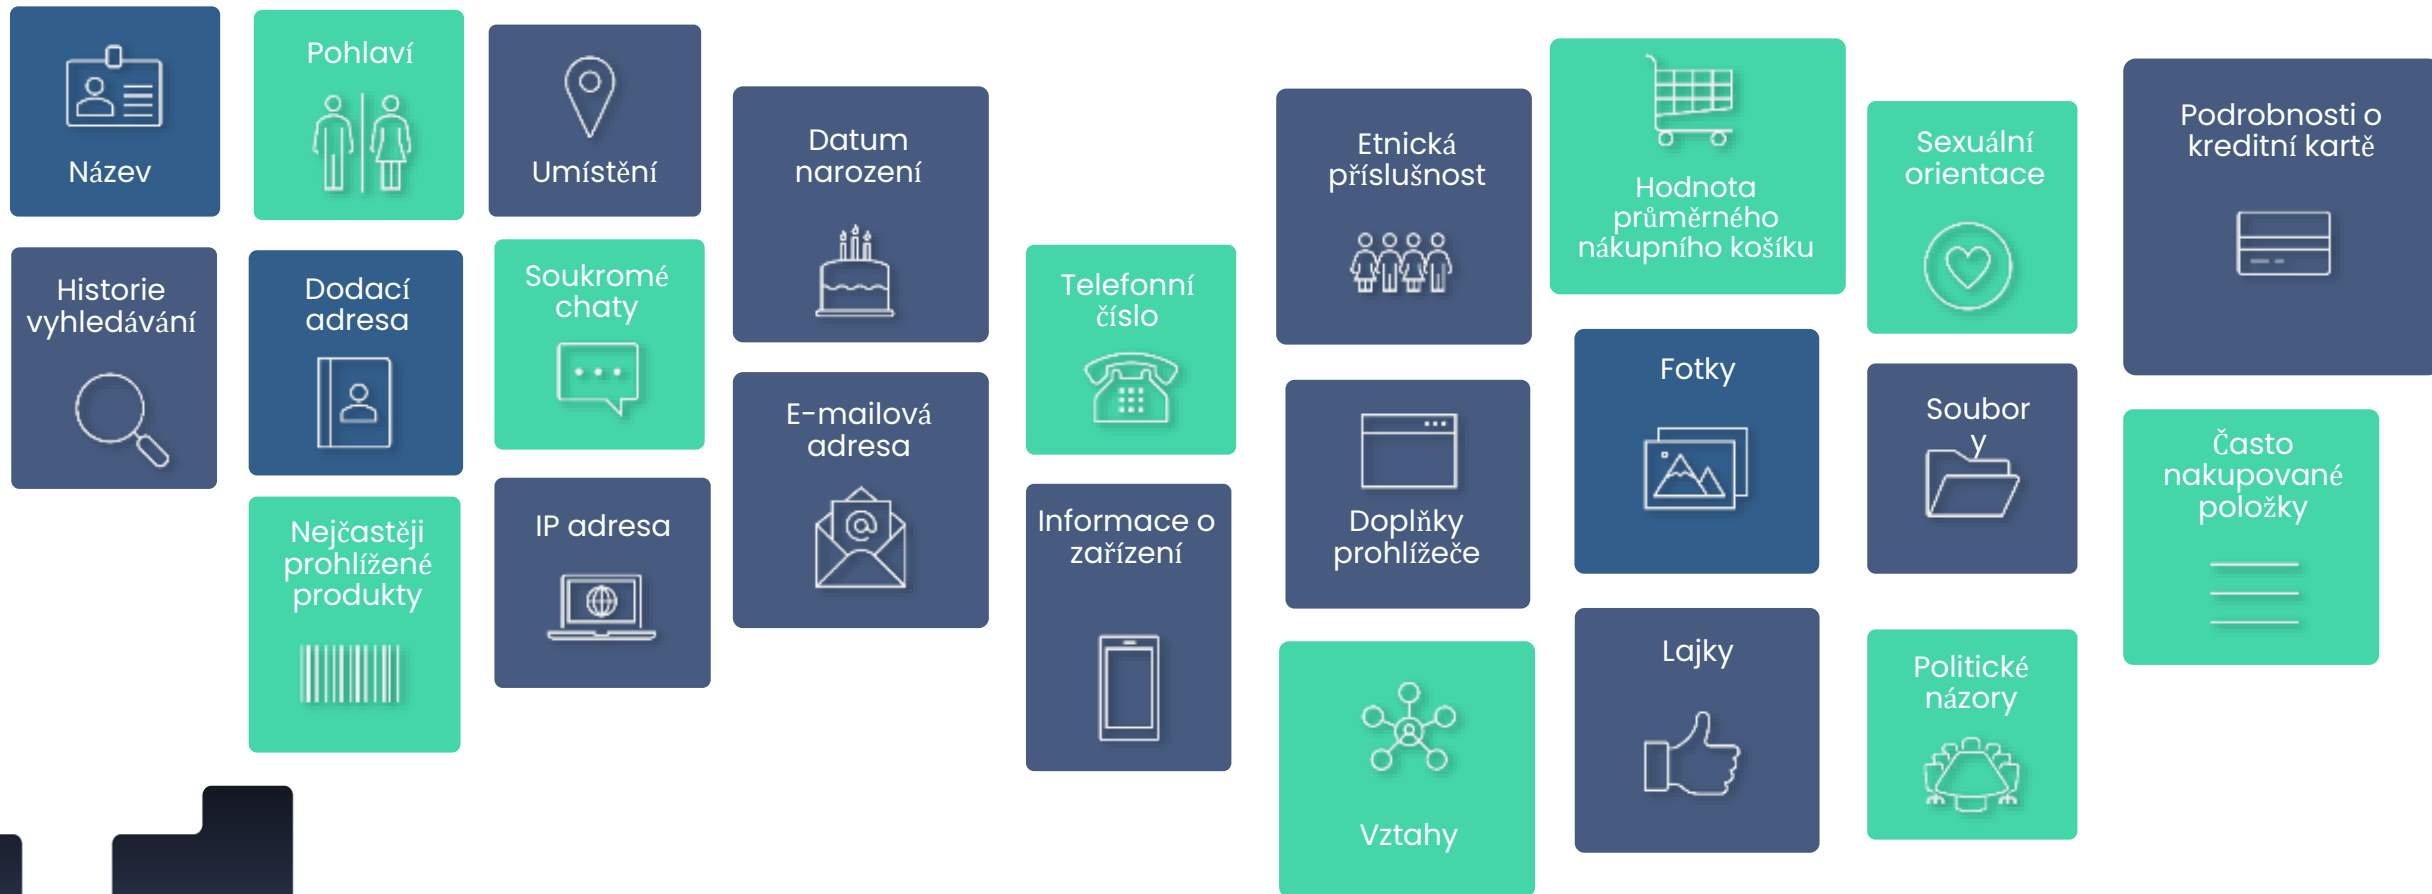 Název
Pohlaví
Umístění
Datum
narození
Etnická
příslušnost
Hodnota
průměrného
nákupního košíku
Sexuální
orientace
Podrobnosti o
kreditní kartě
Historie
vyhledávání
Dodací
adresa
Soukromé
chaty
Telefonní
číslo
E-mailová
adresa
Fotky
Soubor
y
Často
nakupované
položky
Nejčastěji
prohlížené
produkty
IP adresa
Informace o
zařízení
Doplňky
prohlížeče
Vztahy
Lajky
Politické
názory